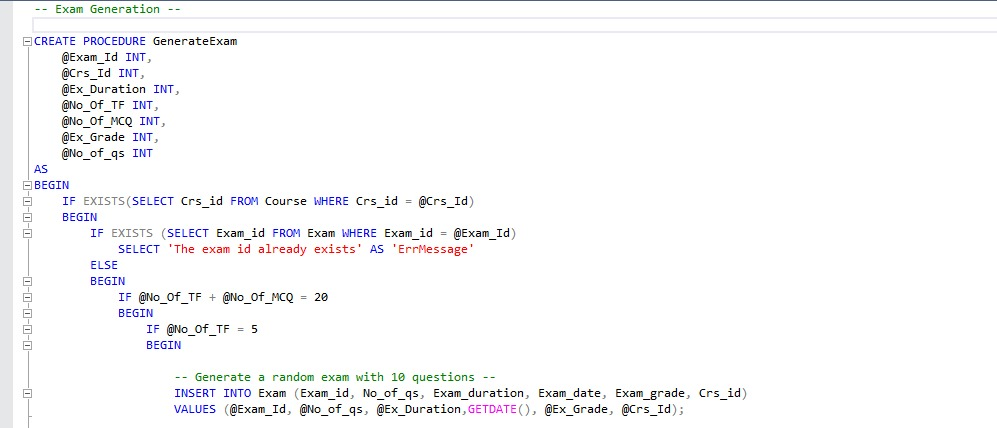 -- Exam Generation --
CREATE PROCEDURE GenerateExam
@Exam_Id INT,
@Crs_Id INT,
@Ex_Duration INT,
@No_Of_TF INT,
@No_Of_MCQ INT,
@Ex_Grade INT,
@No_of_qs INT
AS
BEGIN
IF EXISTS(SELECT Crs_id FROM Course WHERE Crs_id = @Crs_Id)
BEGIN
IF EXISTS (SELECT Exam_id FROM Exam WHERE Exam_id = @Exam_Id)
SELECT 'The exam id already exists' AS 'ErrMessage'
ELSE
BEGIN
IF @No_Of_TF + @No_Of_MCQ = 20
BEGIN
IF @No_Of_TF = 5
BEGIN
-- Generate a random exam with 10 questions --
INSERT INTO Exam (Exam_id, No_of_qs, Exam_duration, Exam_date, Exam_grade, Crs_id)
VALUES (@Exam_Id, @No_of_qs, @Ex_Duration,GETDATE(), @Ex_Grade, @Crs_Id);